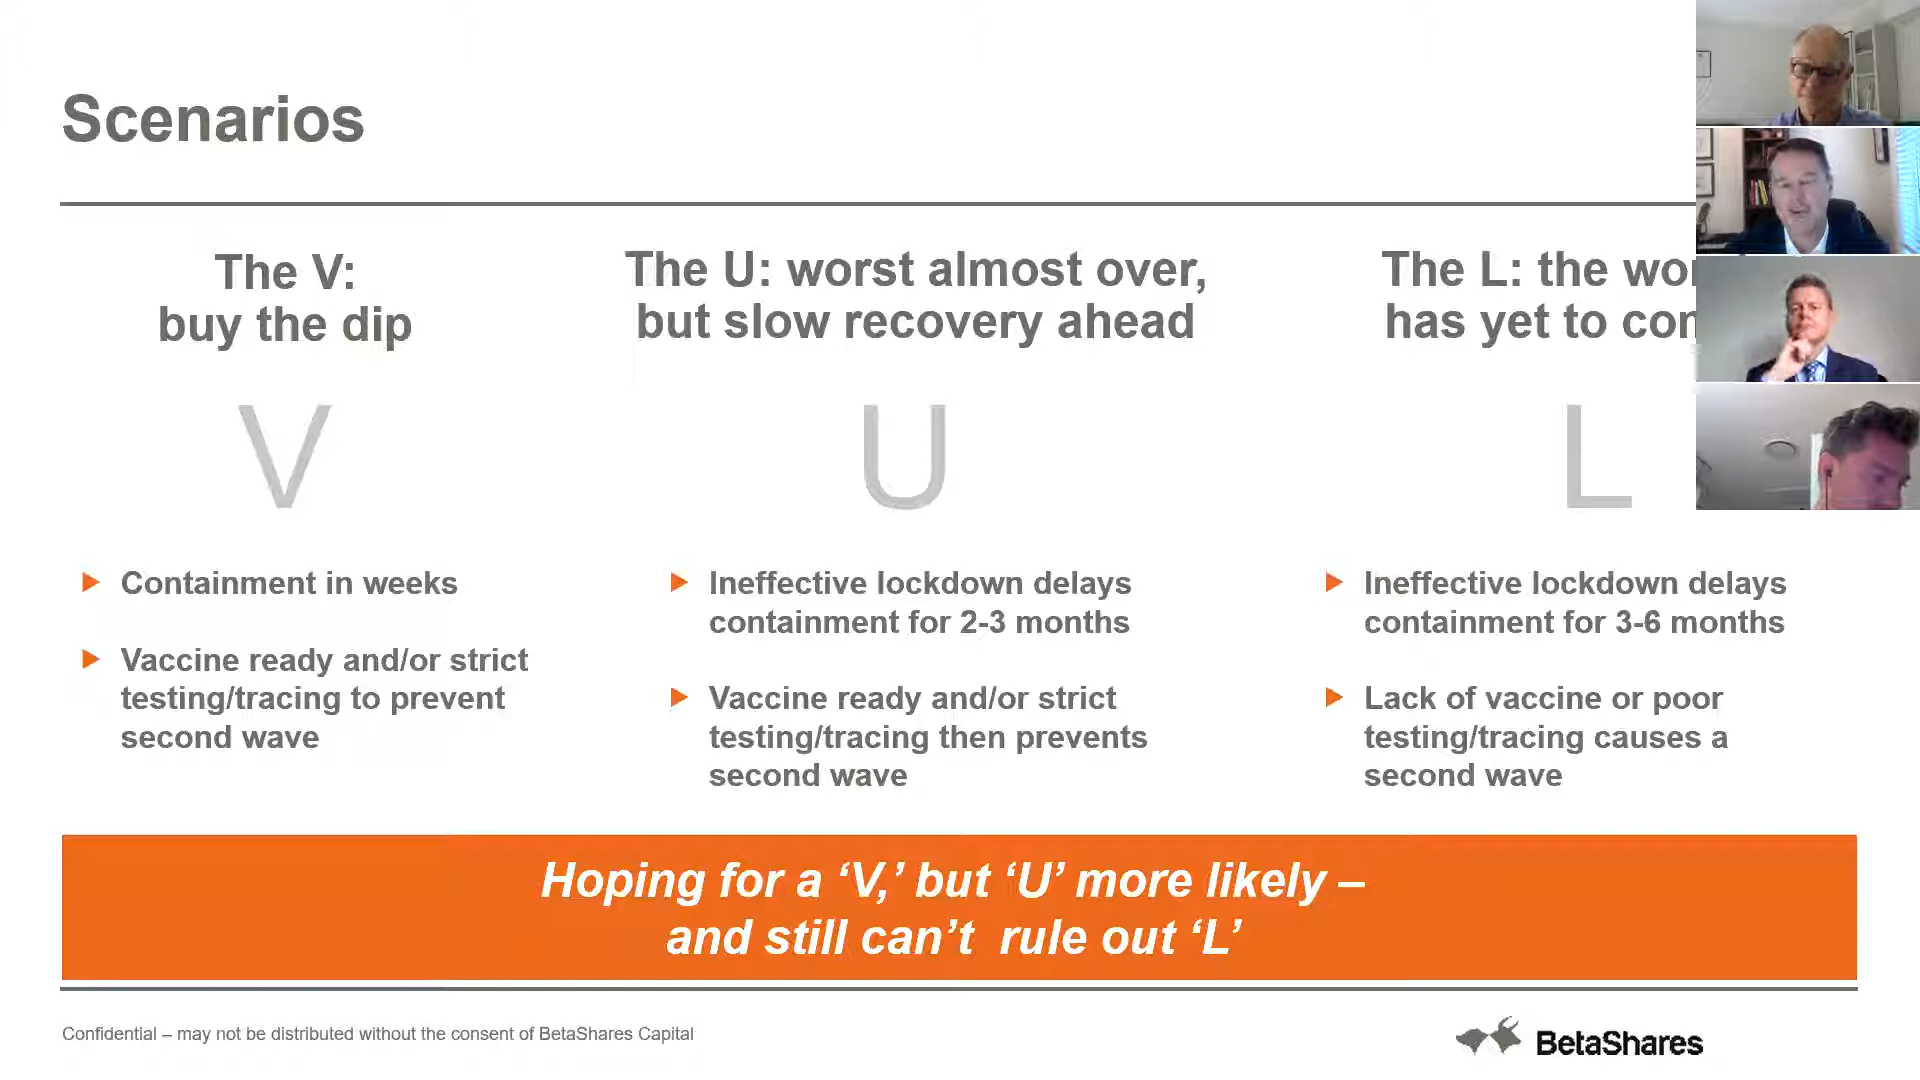 Scenarios
The V:
buy the dip
The U: worst almost over,
but slow recovery ahead
The L: the
has yet to
V
U
L
Containment in weeks
Vaccine ready and/or strict
testing/tracing to prevent
second wave
Ineffective lockdown delays
containment for 2-3 months
Vaccine ready and/or strict
testing/tracing then prevents
second wave
Ineffective lockdown delays
containment for 3-6 months
Lack of vaccine or poor
testing/tracing causes a
second wave
Hoping for a ‘V,’ but ‘U’ more likely –
and still can’t rule out ‘L’
Confidential – may not be distributed without the consent of BetaShares Capital
BetaShares